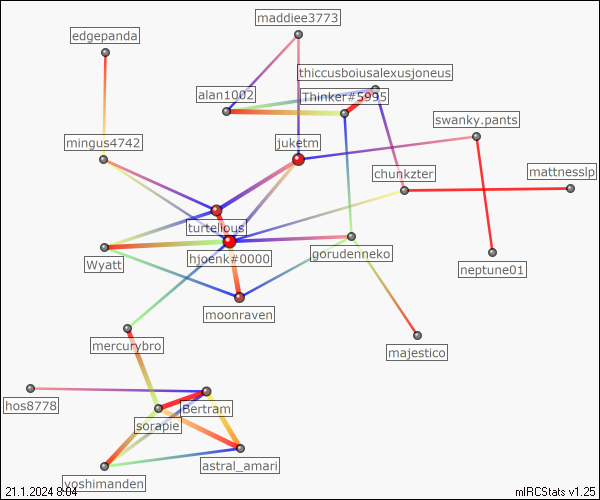 maddiee3773
edgepanda
thiccusboiusalexusjoneus
alan1002
Thinker#5995
swanky.pants
mingus4742
juketm
chunkzter
mattnesslp
turtelious
hjoenk#0000
gorudenneko
Wyatt
neptune01
moonraven
mercurybro
majestico
hos8778
Bertram
sorapie
astral_amari
yoshimanden
21.1.2024 8:04
mIRCStats v1.25